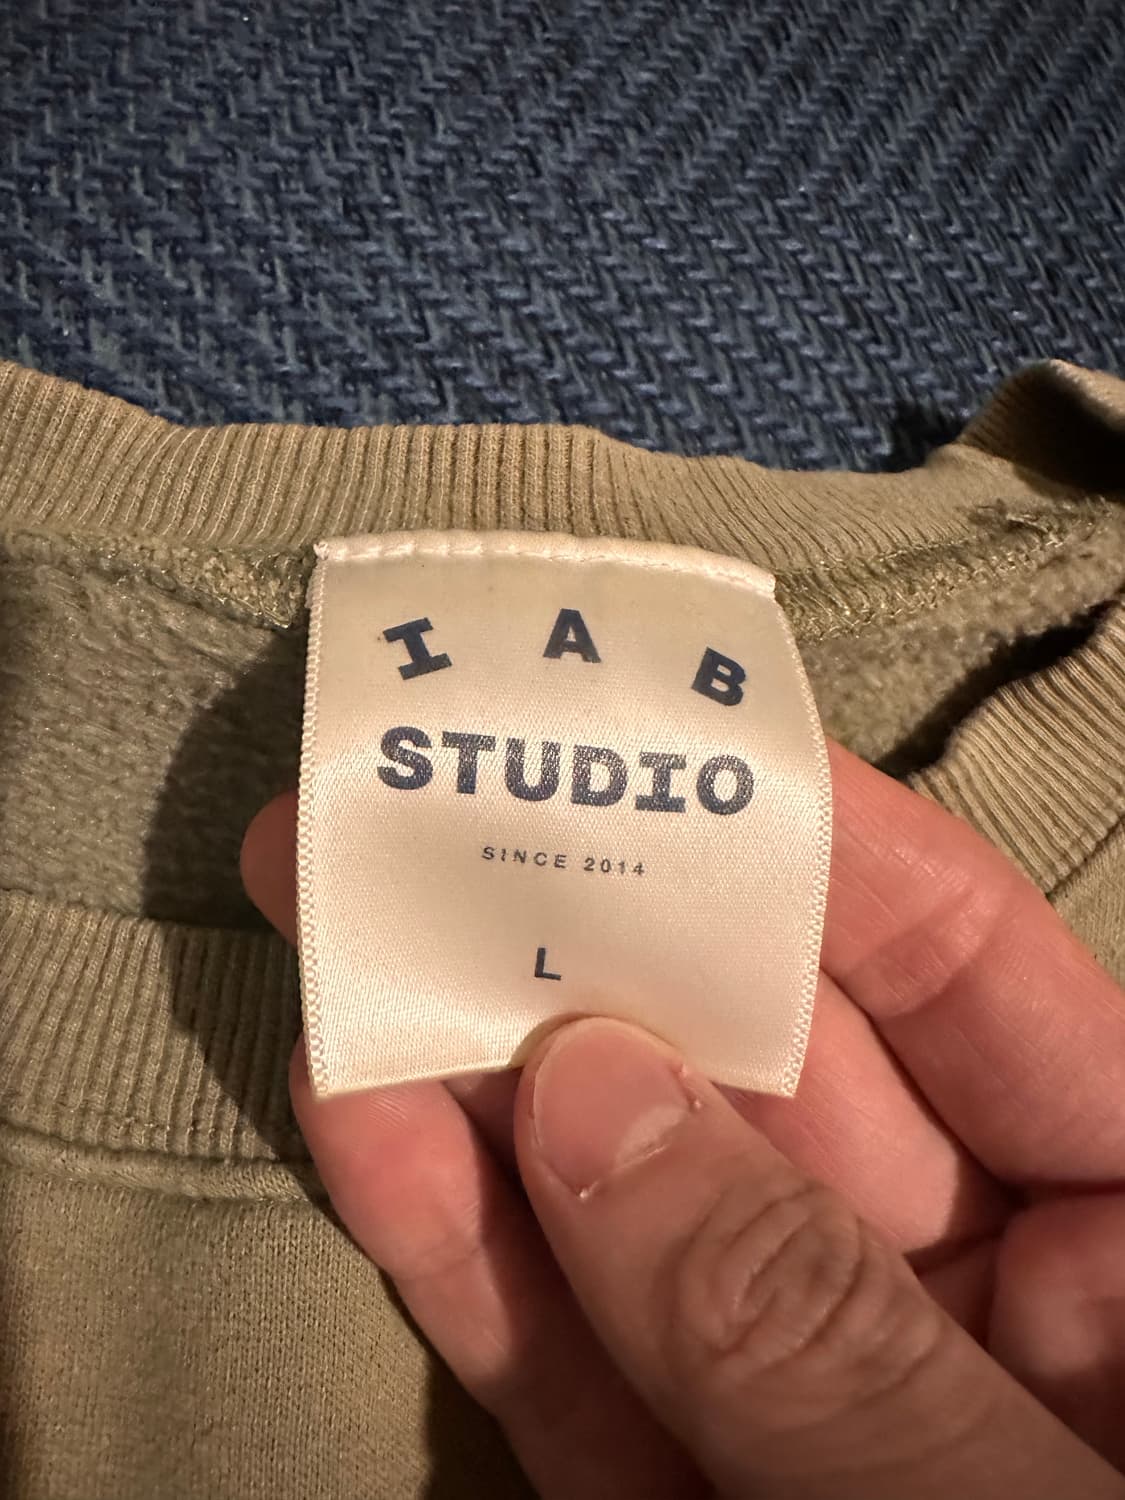 I A B
STUDIO
SINCE 2014
L